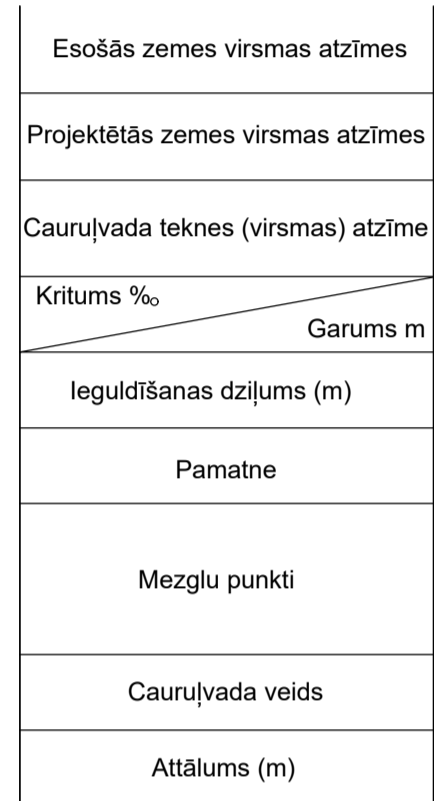 Esošās zemes virsmas atzīmes
Projektētās zemes virsmas atzīmes
Cauruļvada teknes (virsmas) atzīme
Kritums ‰
Garums m
Ieguldīšanas dziļums (m)
Pamatne
Mezglu punkti
Cauruļvada veids
Attālums (m)